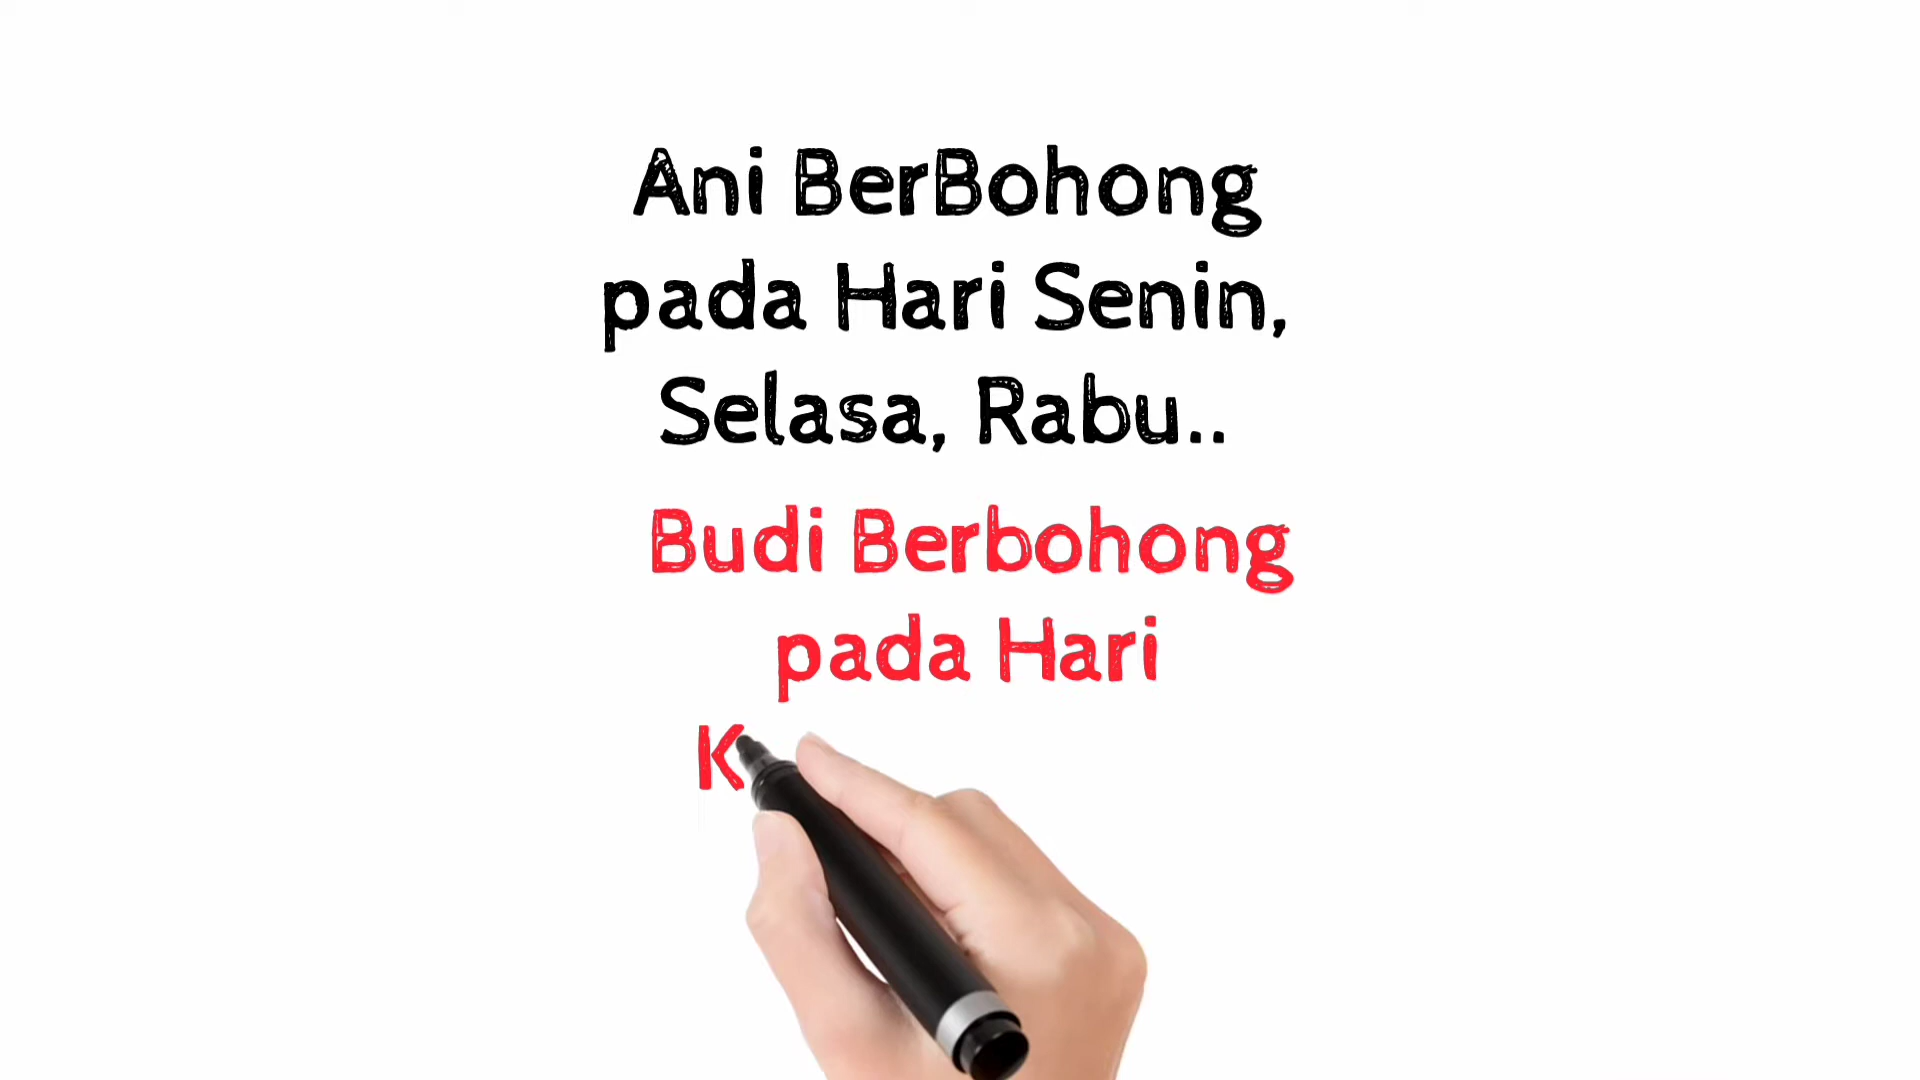 Ani BerBohong
pada Hari Senin,
Selasa, Rabu..
Budi Berbohong
pada Hari
K